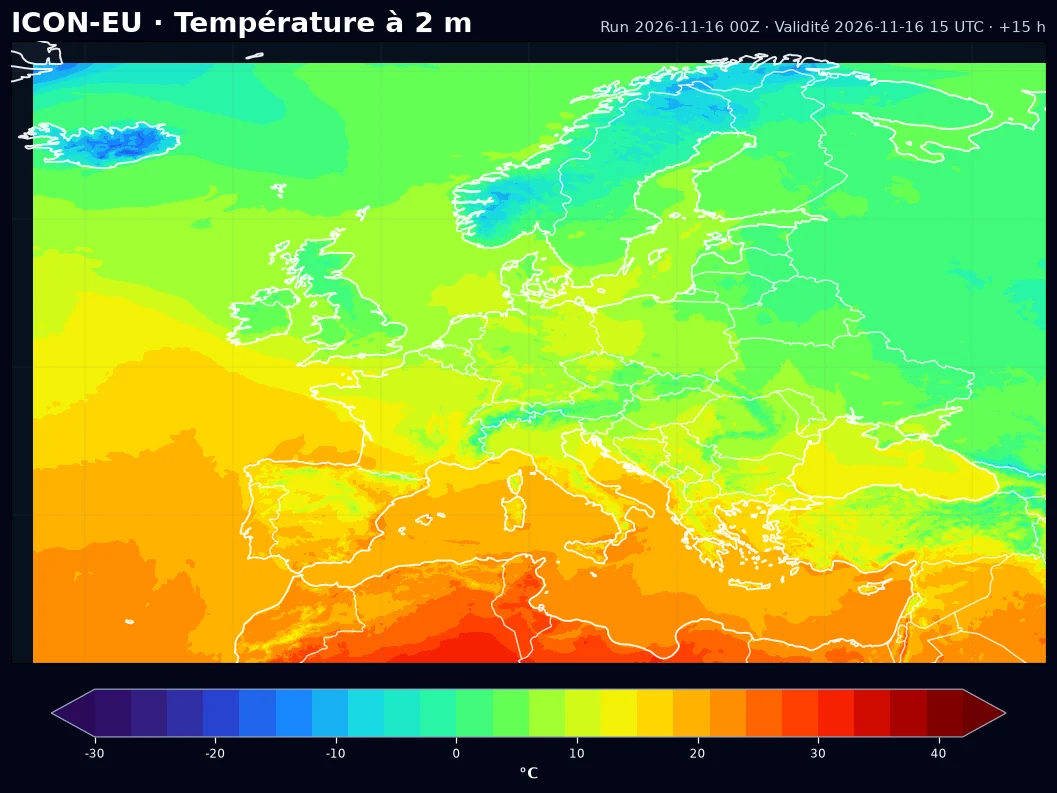 ICON-EU · Température à 2 m
Run 2026-11-16 00Z · Validité 2026-11-16 15 UTC · +15 h
-30 -20 -10 0 10 20 30 40
°C